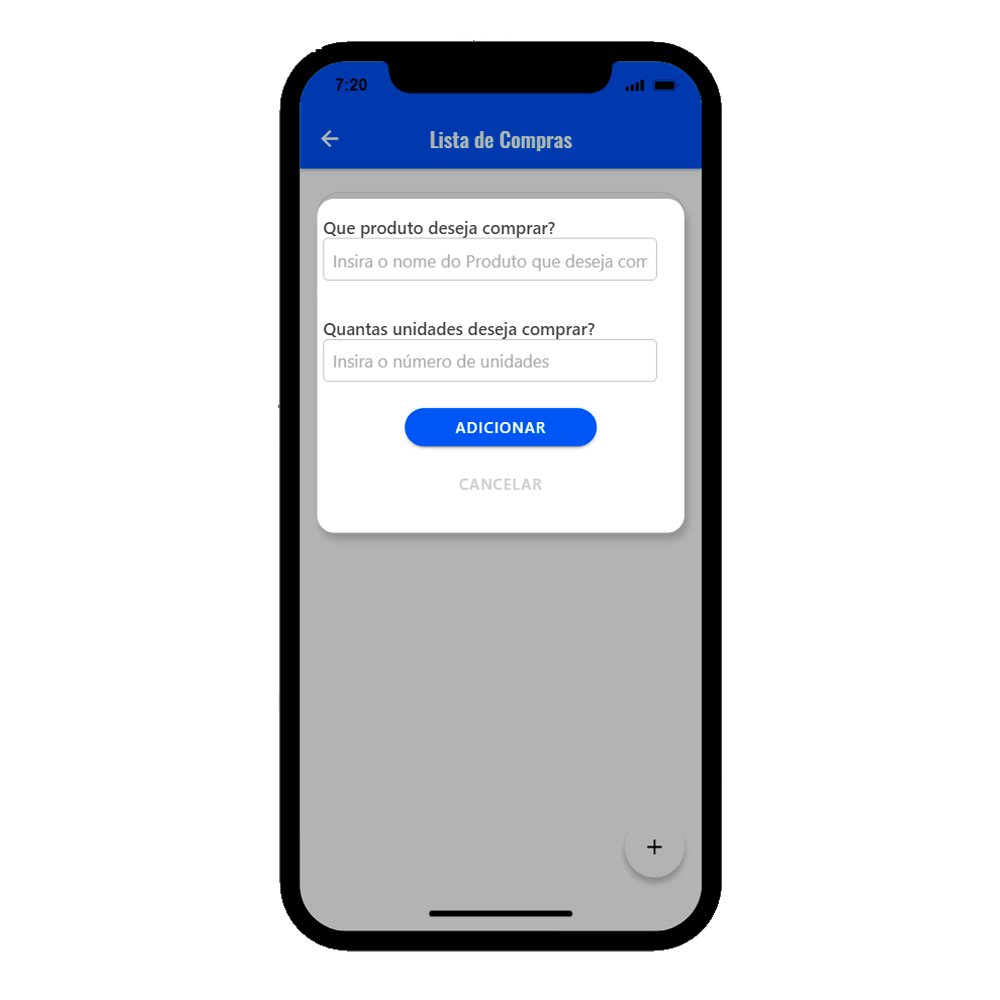 7:20
Lista de Compras
Que produto deseja comprar?
Insira o nome do Produto que deseja com
Quantas unidades deseja comprar?
Insira o número de unidades
ADICIONAR
CANCELAR
+